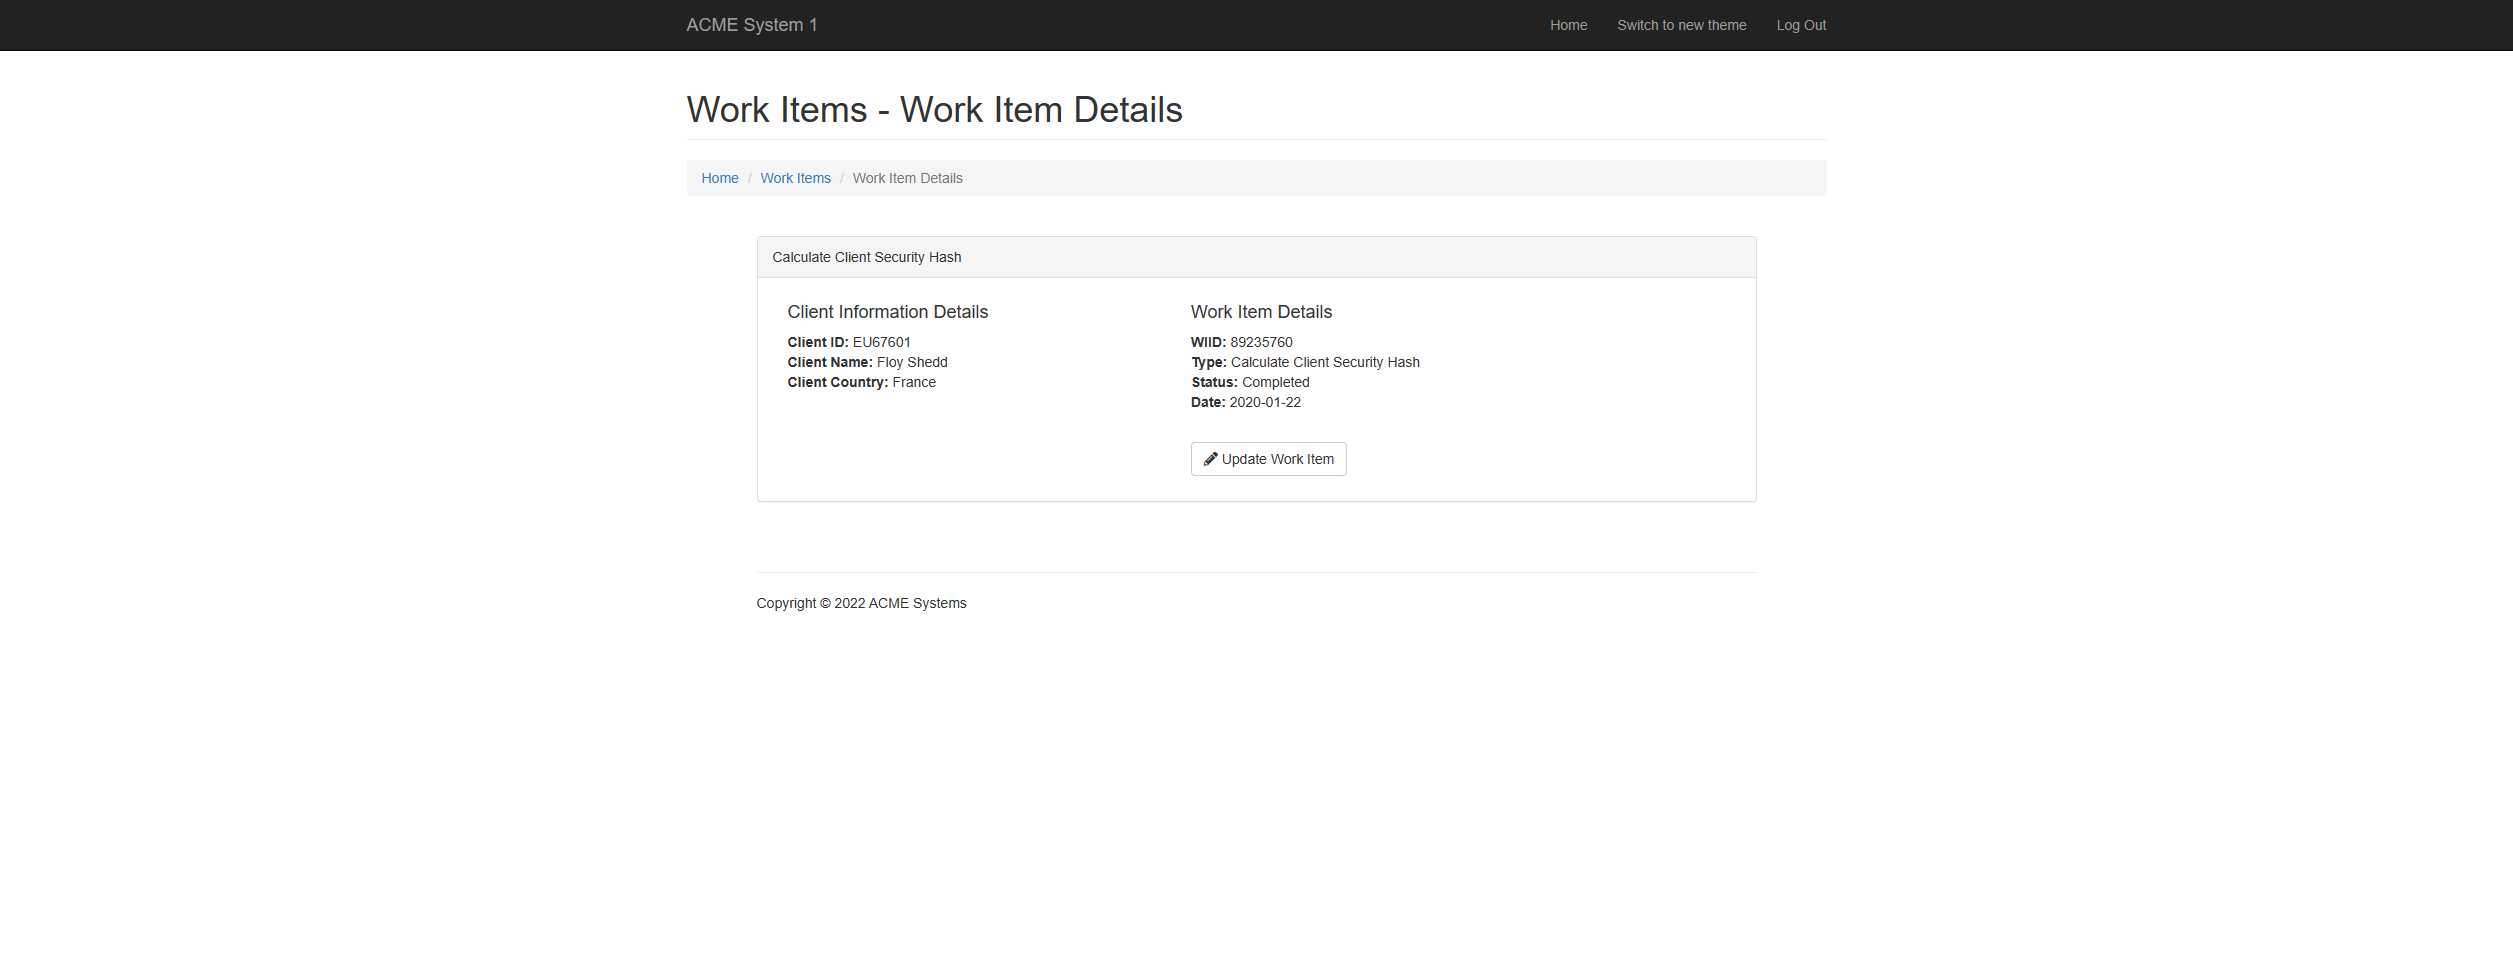 ACME System 1
Home
Switch to new theme
Log Out
Work Items - Work Item Details
Home / Work Items / Work Item Details
Calculate Client Security Hash
Client Information Details
Client ID: EU67601
Client Name: Floy Shedd
Client Country: France
Work Item Details
WIID: 89235760
Type: Calculate Client Security Hash
Status: Completed
Date: 2020-01-22
Update Work Item
Copyright © 2022 ACME Systems